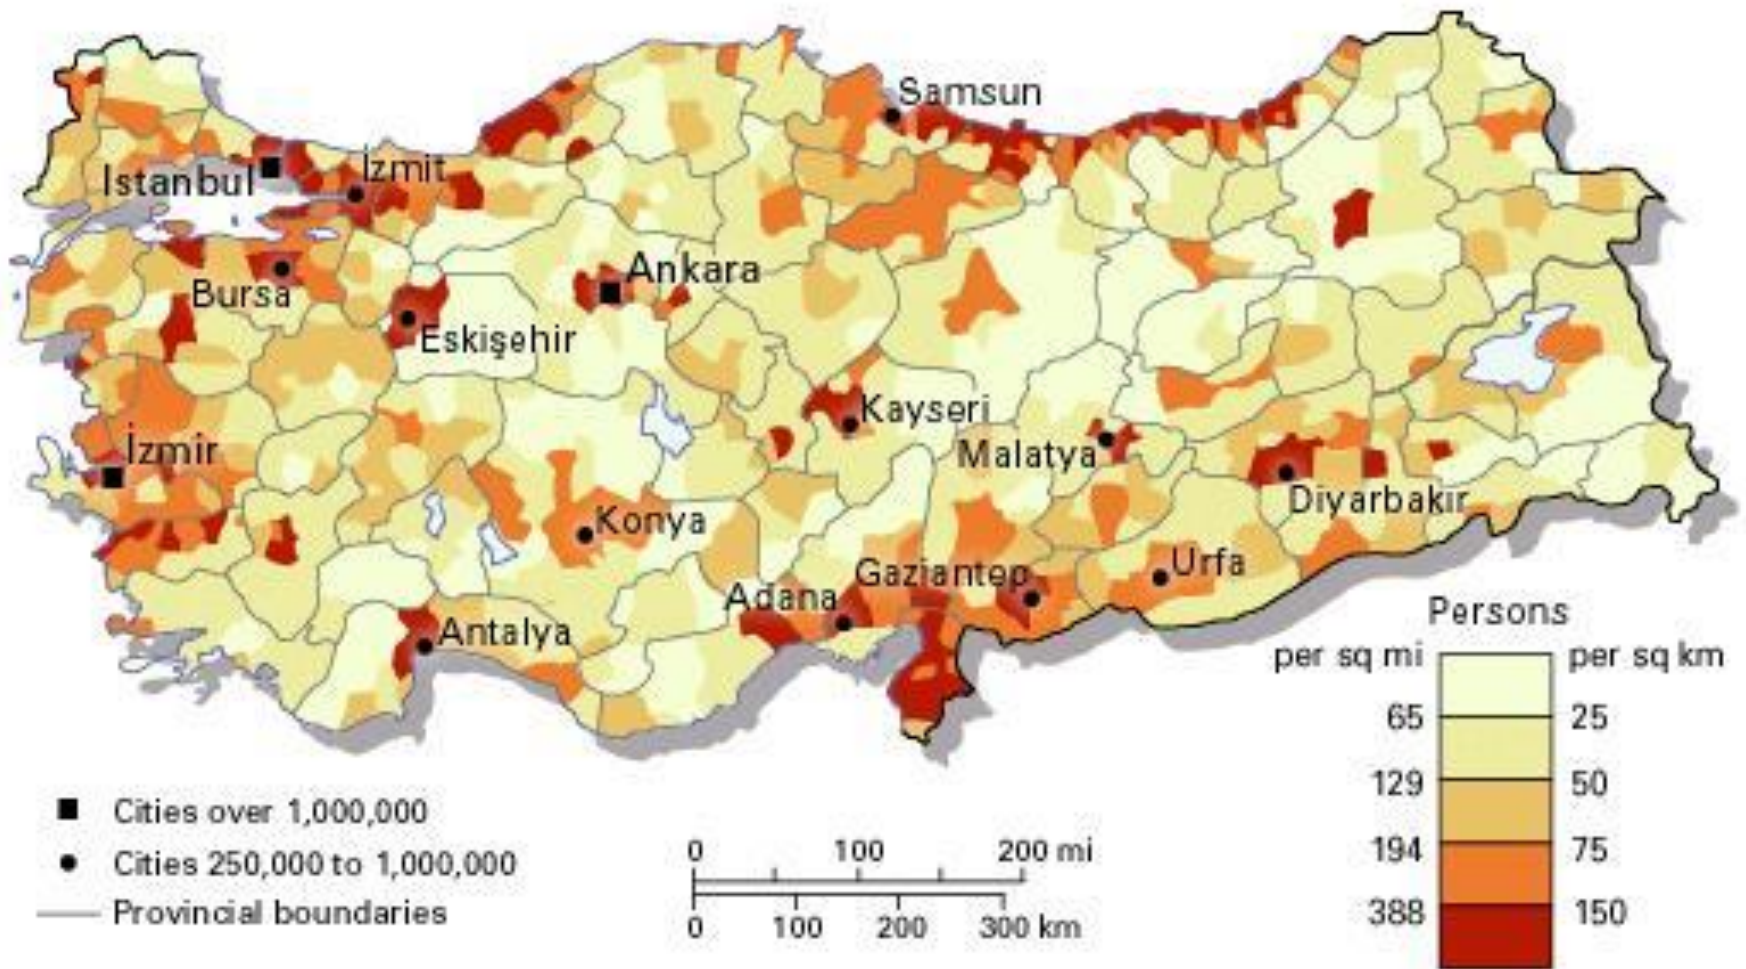 Samsun
İzmit
Istanbul
Ankara
Bursa
Eskişehir
Kayseri
İzmir
Malatya
Diyarbakır
Konya
Urfa
Gaziantep
Adana
Antalya
Persons
per sq mi per sq km
65 25
129 50
194 75
388 150
Cities over 1,000,000
Cities 250,000 to 1,000,000
Provincial boundaries
0 100 200 mi
0 100 200 300 km